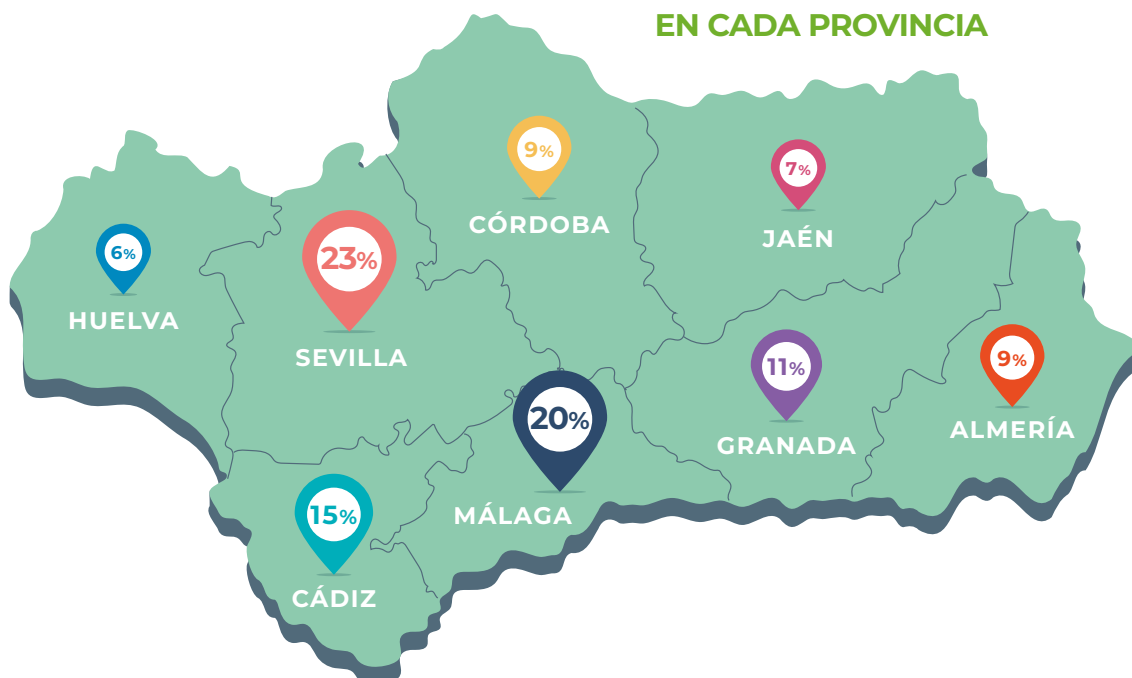 EN CADA PROVINCIA
9%
CÓRDOBA
7%
JAÉN
6%
HUELVA
23%
SEVILLA
11%
GRANADA
9%
ALMERÍA
20%
MÁLAGA
15%
CÁDIZ